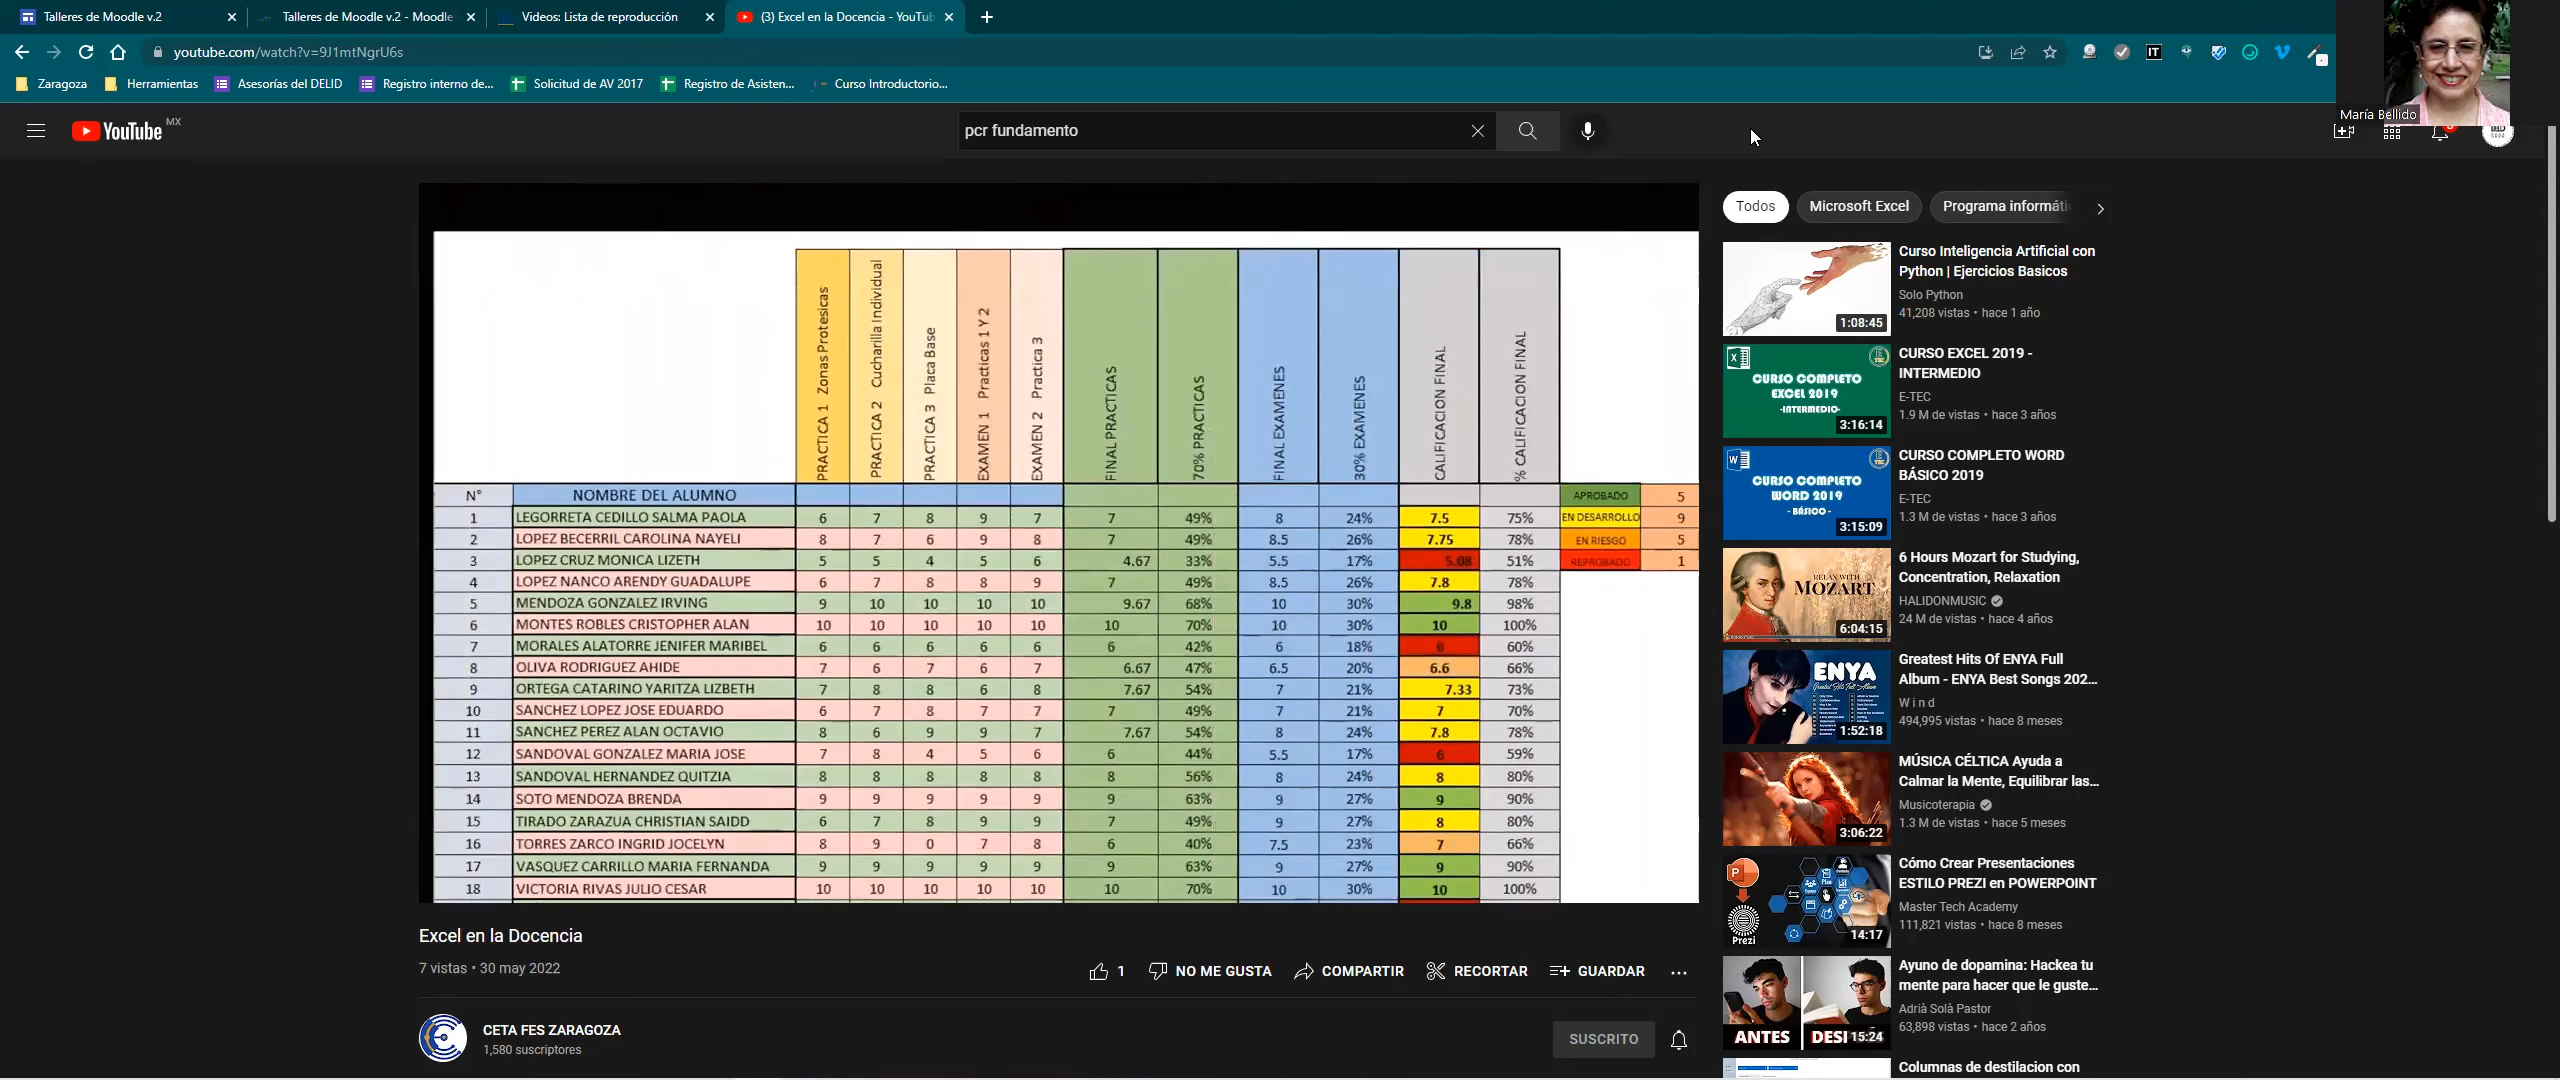 Talleres de Moodle v.2
Talleres de Moodle v.2 - Moodle
Videos: Lista de reproducción
(3) Excel en la Docencia - YouTub
youtube.com/watch?v=9J1mtNgrU6s
Zaragoza
Herramientas
Asesorías del DELID
Registro interno de...
Solicitud de AV 2017
Registro de Asisten...
Curso Introductorio...
María Bellido
YouTube MX
pcr fundamento
PRACTICA 1 Zonas Protesicas
PRACTICA 2 Cucharilla Individual
PRACTICA 3 Placa Base
EXAMEN 1 Practicas 1 Y 2
EXAMEN 2 Practica 3
FINAL PRACTICAS
70% PRACTICAS
FINAL EXAMENES
30% EXAMENES
CALIFICACION FINAL
% CALIFICACION FINAL
N° NOMBRE DEL ALUMNO APROBADO 5
1 LEGORRETA CEDILLO SALMA PAOLA 6 7 8 9 7 7 49% 8 24% 7.5 75% EN DESARROLLO 9
2 LOPEZ BECERRIL CAROLINA NAYELI 8 7 6 9 8 7 49% 8.5 26% 7.75 78% EN RIESGO 5
3 LOPEZ CRUZ MONICA LIZETH 5 5 4 5 6 4.67 33% 5.5 17% 5.08 51% REPROBADO 1
4 LOPEZ NANCO ARENDY GUADALUPE 6 7 8 8 9 7 49% 8.5 26% 7.8 78%
5 MENDOZA GONZALEZ IRVING 9 10 10 10 10 9.67 68% 10 30% 9.8 98%
6 MONTES ROBLES CRISTOPHER ALAN 10 10 10 10 10 10 70% 10 30% 10 100%
7 MORALES ALATORRE JENIFER MARIBEL 6 6 6 6 6 6 42% 6 18% 6 60%
8 OLIVA RODRIGUEZ AHIDE 7 6 7 6 7 6.67 47% 6.5 20% 6.6 66%
9 ORTEGA CATARINO YARITZA LIZBETH 7 8 8 6 8 7.67 54% 7 21% 7.33 73%
10 SANCHEZ LOPEZ JOSE EDUARDO 6 7 8 7 7 7 49% 7 21% 7 70%
11 SANCHEZ PEREZ ALAN OCTAVIO 8 6 9 9 7 7.67 54% 8 24% 7.8 78%
12 SANDOVAL GONZALEZ MARIA JOSE 7 8 4 5 6 6 44% 5.5 17% 6 59%
13 SANDOVAL HERNANDEZ QUITZIA 8 8 8 8 8 8 56% 8 24% 8 80%
14 SOTO MENDOZA BRENDA 9 9 9 9 9 9 63% 9 27% 9 90%
15 TIRADO ZARAZUA CHRISTIAN SAIDD 6 7 8 9 9 7 49% 9 27% 8 80%
16 TORRES ZARCO INGRID JOCELYN 8 9 0 7 8 6 40% 7.5 23% 7 66%
17 VASQUEZ CARRILLO MARIA FERNANDA 9 9 9 9 9 9 63% 9 27% 9 90%
18 VICTORIA RIVAS JULIO CESAR 10 10 10 10 10 10 70% 10 30% 10 100%
Excel en la Docencia
7 vistas • 30 may 2022
1 NO ME GUSTA COMPARTIR RECORTAR GUARDAR
CETA FES ZARAGOZA
1,580 suscriptores
SUSCRITO
Todos Microsoft Excel Programa informáti
1:08:45
Curso Inteligencia Artificial con
Python | Ejercicios Basicos
Solo Python
41,208 vistas • hace 1 año
CURSO COMPLETO
EXCEL 2019
-INTERMEDIO-
3:16:14
CURSO EXCEL 2019 -
INTERMEDIO
E-TEC
1.9 M de vistas • hace 3 años
CURSO COMPLETO
WORD 2019
- BÁSICO -
3:15:09
CURSO COMPLETO WORD
BÁSICO 2019
E-TEC
1.3 M de vistas • hace 3 años
RELAX WITH
MOZART
6:04:15
6 Hours Mozart for Studying,
Concentration, Relaxation
HALIDONMUSIC
24 M de vistas • hace 4 años
ENYA
Greatest Hits Full Album
1:52:18
Greatest Hits Of ENYA Full
Album - ENYA Best Songs 202...
W i n d
494,995 vistas • hace 8 meses
3:06:22
MÚSICA CÉLTICA Ayuda a
Calmar la Mente, Equilibrar las...
Musicoterapia
1.3 M de vistas • hace 5 meses
Prezi
14:17
Cómo Crear Presentaciones
ESTILO PREZI en POWERPOINT
Master Tech Academy
111,821 vistas • hace 8 meses
ANTES DESI 15:24
Ayuno de dopamina: Hackea tu
mente para hacer que le guste...
Adrià Solà Pastor
63,898 vistas • hace 2 años
Columnas de destilacion con